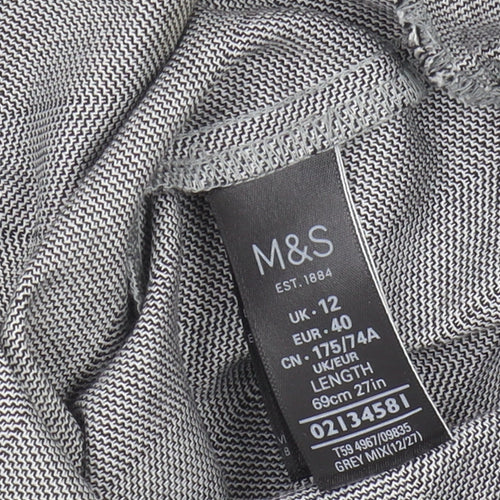 M&S
EST. 1884
UK · 12
EUR · 40
CN · 175/74A
UK/EUR
LENGTH
69cm 27in
02134581
T59 4967/09835
GREY MIX(12/27)